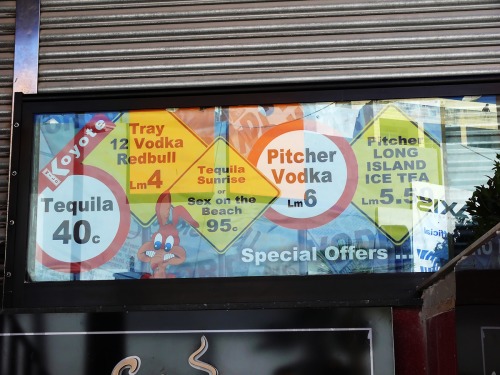 Koyote
Tequila
40c
Tray
12 Vodka
Redbull
Lm4
Tequila
Sunrise
or
Sex on the
Beach
95c
Pitcher
Vodka
Lm6
Pitcher
LONG
ISLAND
ICE TEA
Lm5.50
Special Offers ...